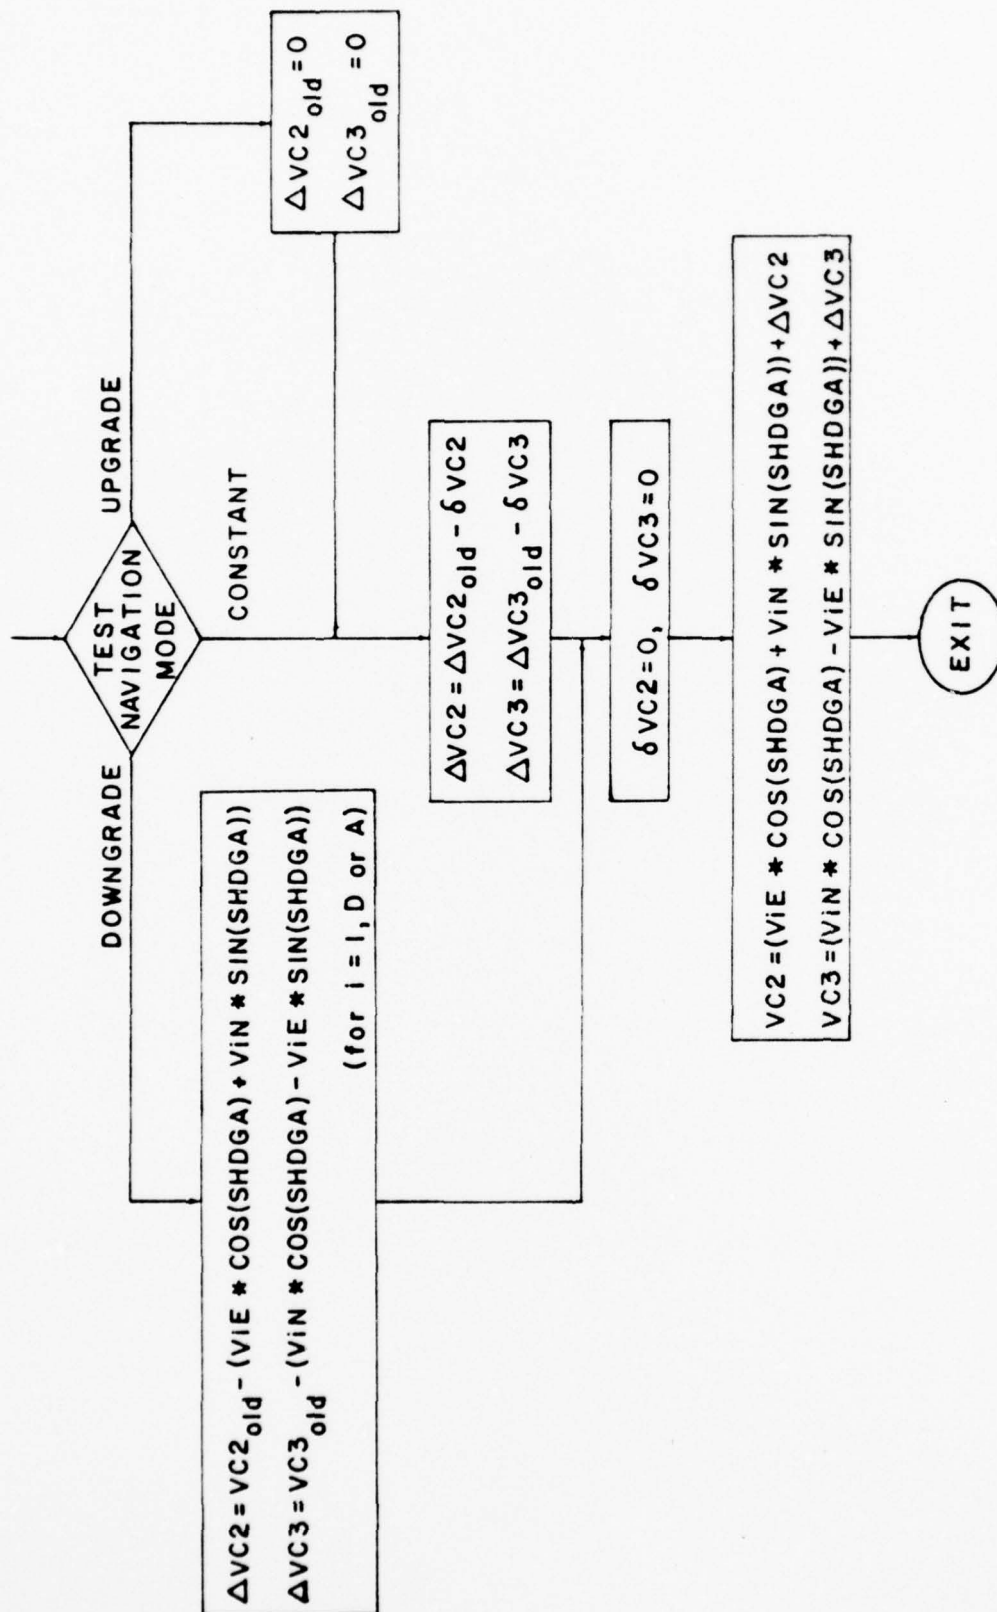 TEST
NAVIGATION
MODE
DOWNGRADE
UPGRADE
CONSTANT
ΔVC2 = VC2old - (ViE * COS(SHDGA) + ViN * SIN(SHDGA))
ΔVC3 = VC3old - (ViN * COS(SHDGA) - ViE * SIN(SHDGA))
(for i = I, D or A)
ΔVC2old = 0
ΔVC3old = 0
ΔVC2 = ΔVC2old - δVC2
ΔVC3 = ΔVC3old - δVC3
δVC2 = 0, δVC3 = 0
VC2 = (ViE * COS(SHDGA) + ViN * SIN(SHDGA)) + ΔVC2
VC3 = (ViN * COS(SHDGA) - ViE * SIN(SHDGA)) + ΔVC3
EXIT